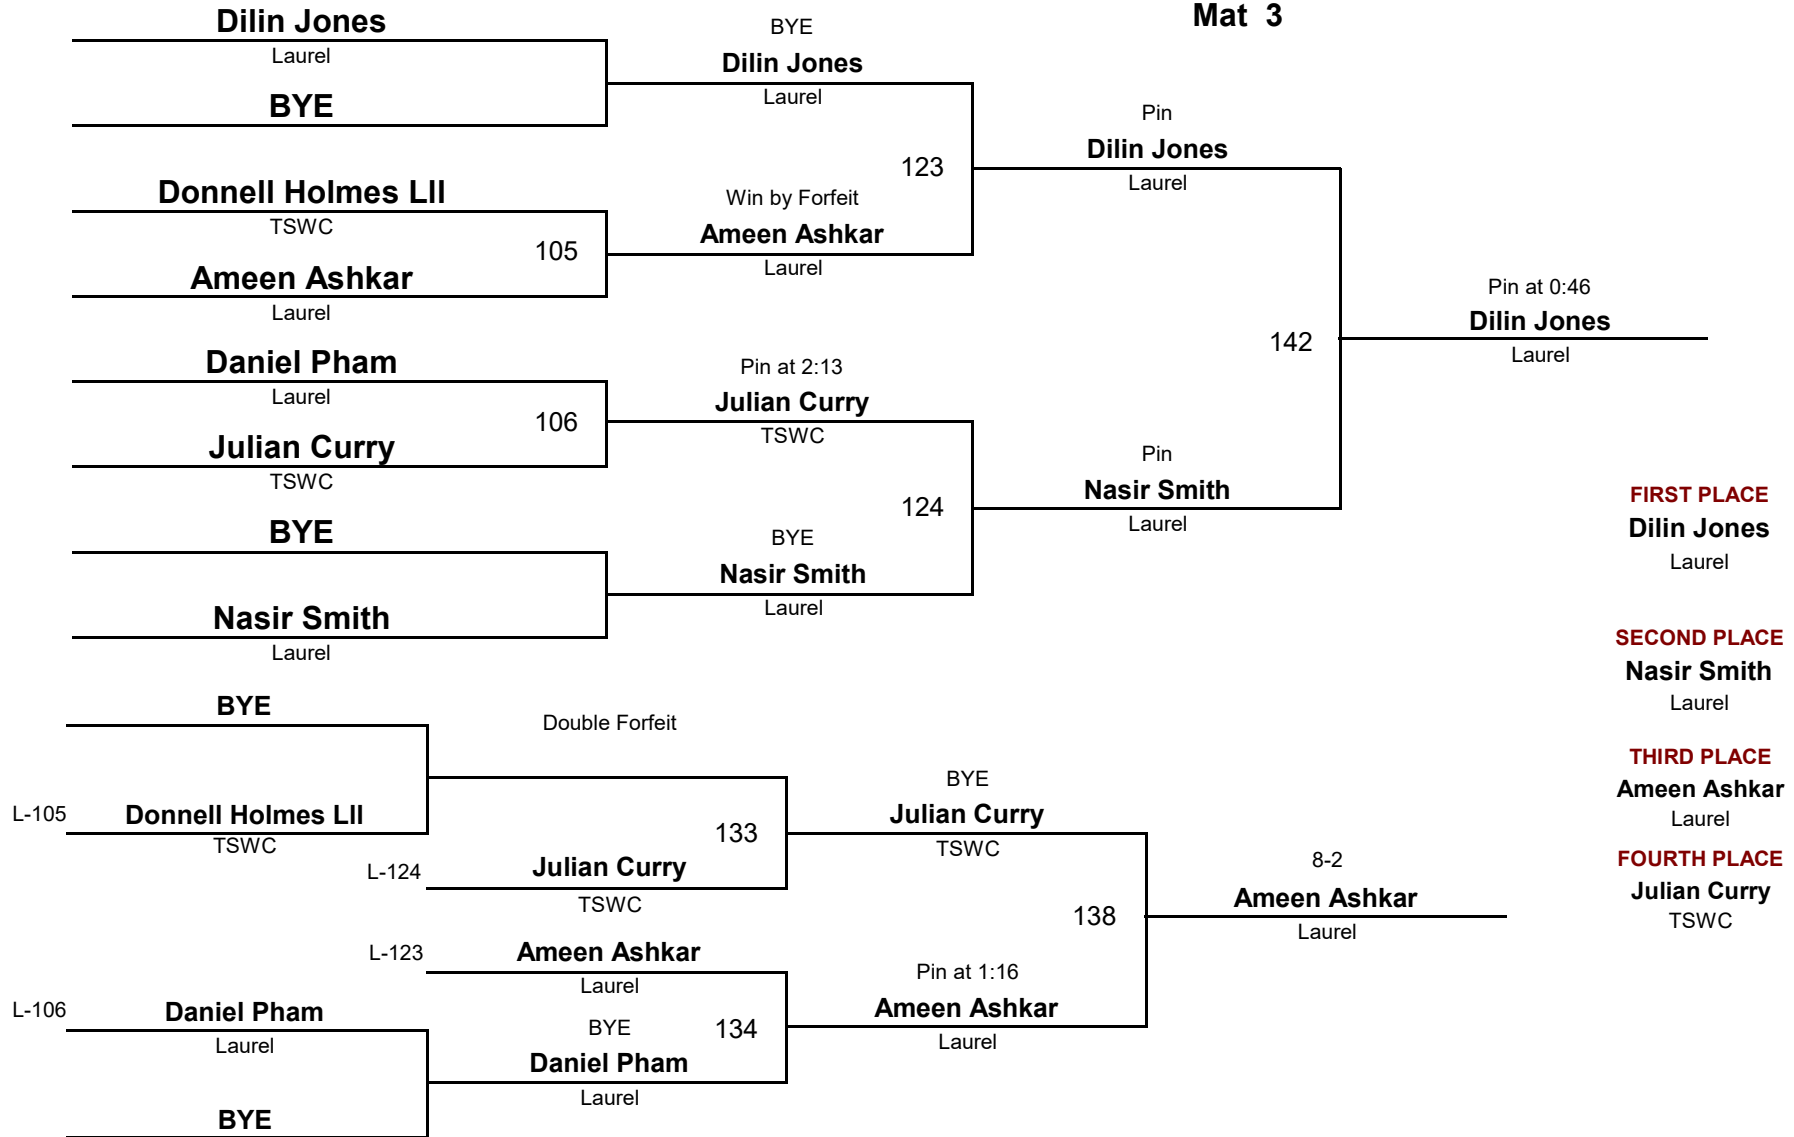 Mat 3
Dilin Jones
Laurel
BYE
Donnell Holmes LII
TSWC
105
Ameen Ashkar
Laurel
Daniel Pham
Laurel
106
Julian Curry
TSWC
BYE
Nasir Smith
Laurel
BYE
Dilin Jones
Laurel
123
Win by Forfeit
Ameen Ashkar
Laurel
Pin at 2:13
Julian Curry
TSWC
124
BYE
Nasir Smith
Laurel
Pin
Dilin Jones
Laurel
142
Pin
Nasir Smith
Laurel
Pin at 0:46
Dilin Jones
Laurel
FIRST PLACE
Dilin Jones
Laurel
SECOND PLACE
Nasir Smith
Laurel
THIRD PLACE
Ameen Ashkar
Laurel
FOURTH PLACE
Julian Curry
TSWC
BYE
L-105
Donnell Holmes LII
TSWC
L-106
Daniel Pham
Laurel
BYE
Double Forfeit
133
L-124
Julian Curry
TSWC
L-123
Ameen Ashkar
Laurel
134
BYE
Daniel Pham
Laurel
BYE
Julian Curry
TSWC
138
Pin at 1:16
Ameen Ashkar
Laurel
8-2
Ameen Ashkar
Laurel